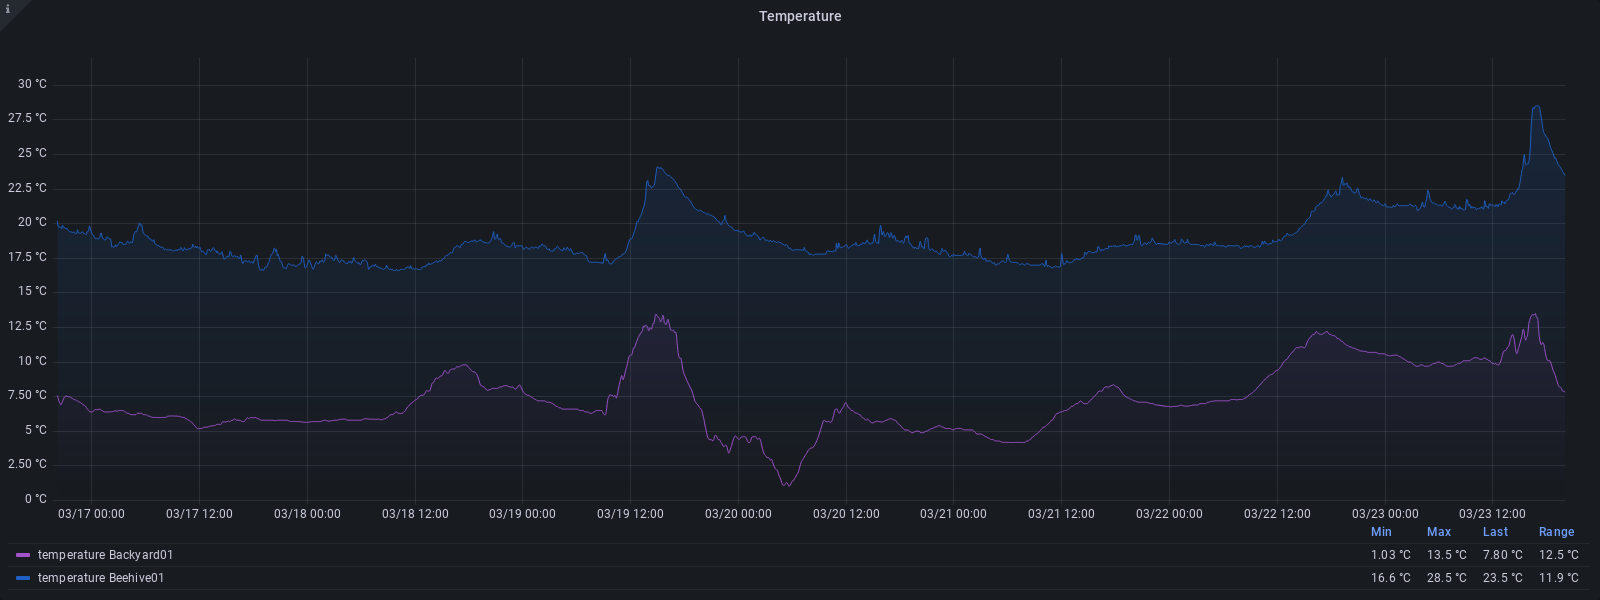 i
Temperature
30 °C
27.5 °C
25 °C
22.5 °C
20 °C
17.5 °C
15 °C
12.5 °C
10 °C
7.50 °C
5 °C
2.50 °C
0 °C
03/17 00:00 03/17 12:00 03/18 00:00 03/18 12:00 03/19 00:00 03/19 12:00 03/20 00:00 03/20 12:00 03/21 00:00 03/21 12:00 03/22 00:00 03/22 12:00 03/23 00:00 03/23 12:00
Min Max Last Range
temperature Backyard01 1.03 °C 13.5 °C 7.80 °C 12.5 °C
temperature Beehive01 16.6 °C 28.5 °C 23.5 °C 11.9 °C